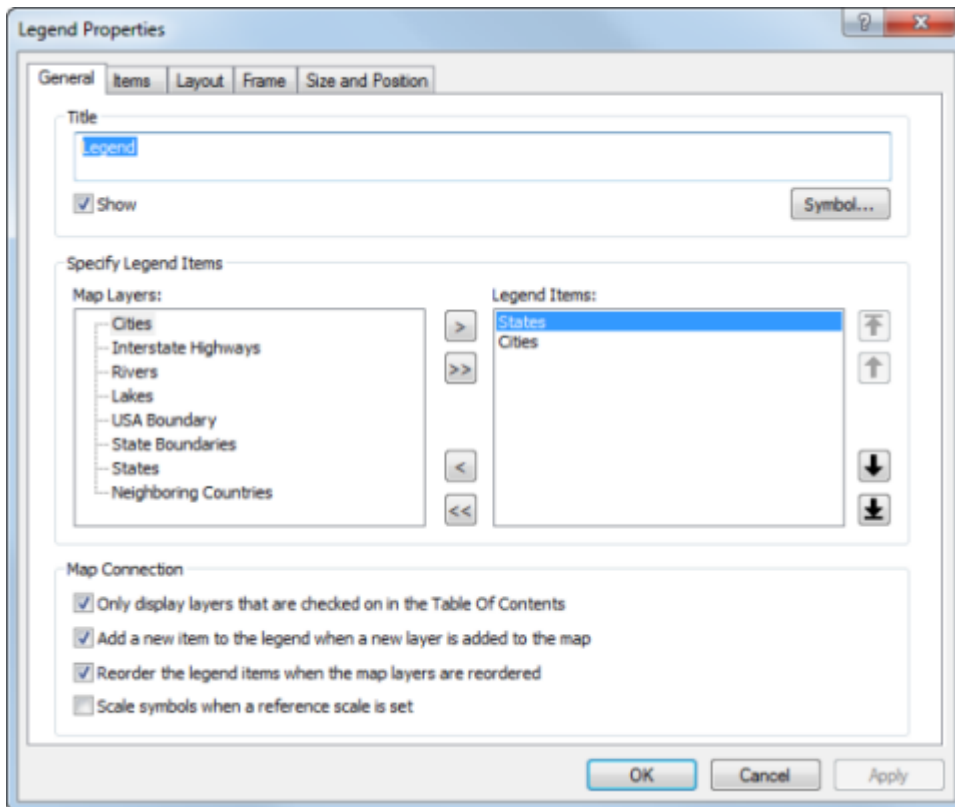 Legend Properties
?
General Items Layout Frame Size and Position
Title
Legend
Show
Symbol...
Specify Legend Items
Map Layers:
Cities
Interstate Highways
Rivers
Lakes
USA Boundary
State Boundaries
States
Neighboring Countries
>
>>
<
<<
Legend Items:
States
Cities
Map Connection
Only display layers that are checked on in the Table Of Contents
Add a new item to the legend when a new layer is added to the map
Reorder the legend items when the map layers are reordered
Scale symbols when a reference scale is set
OK Cancel Apply